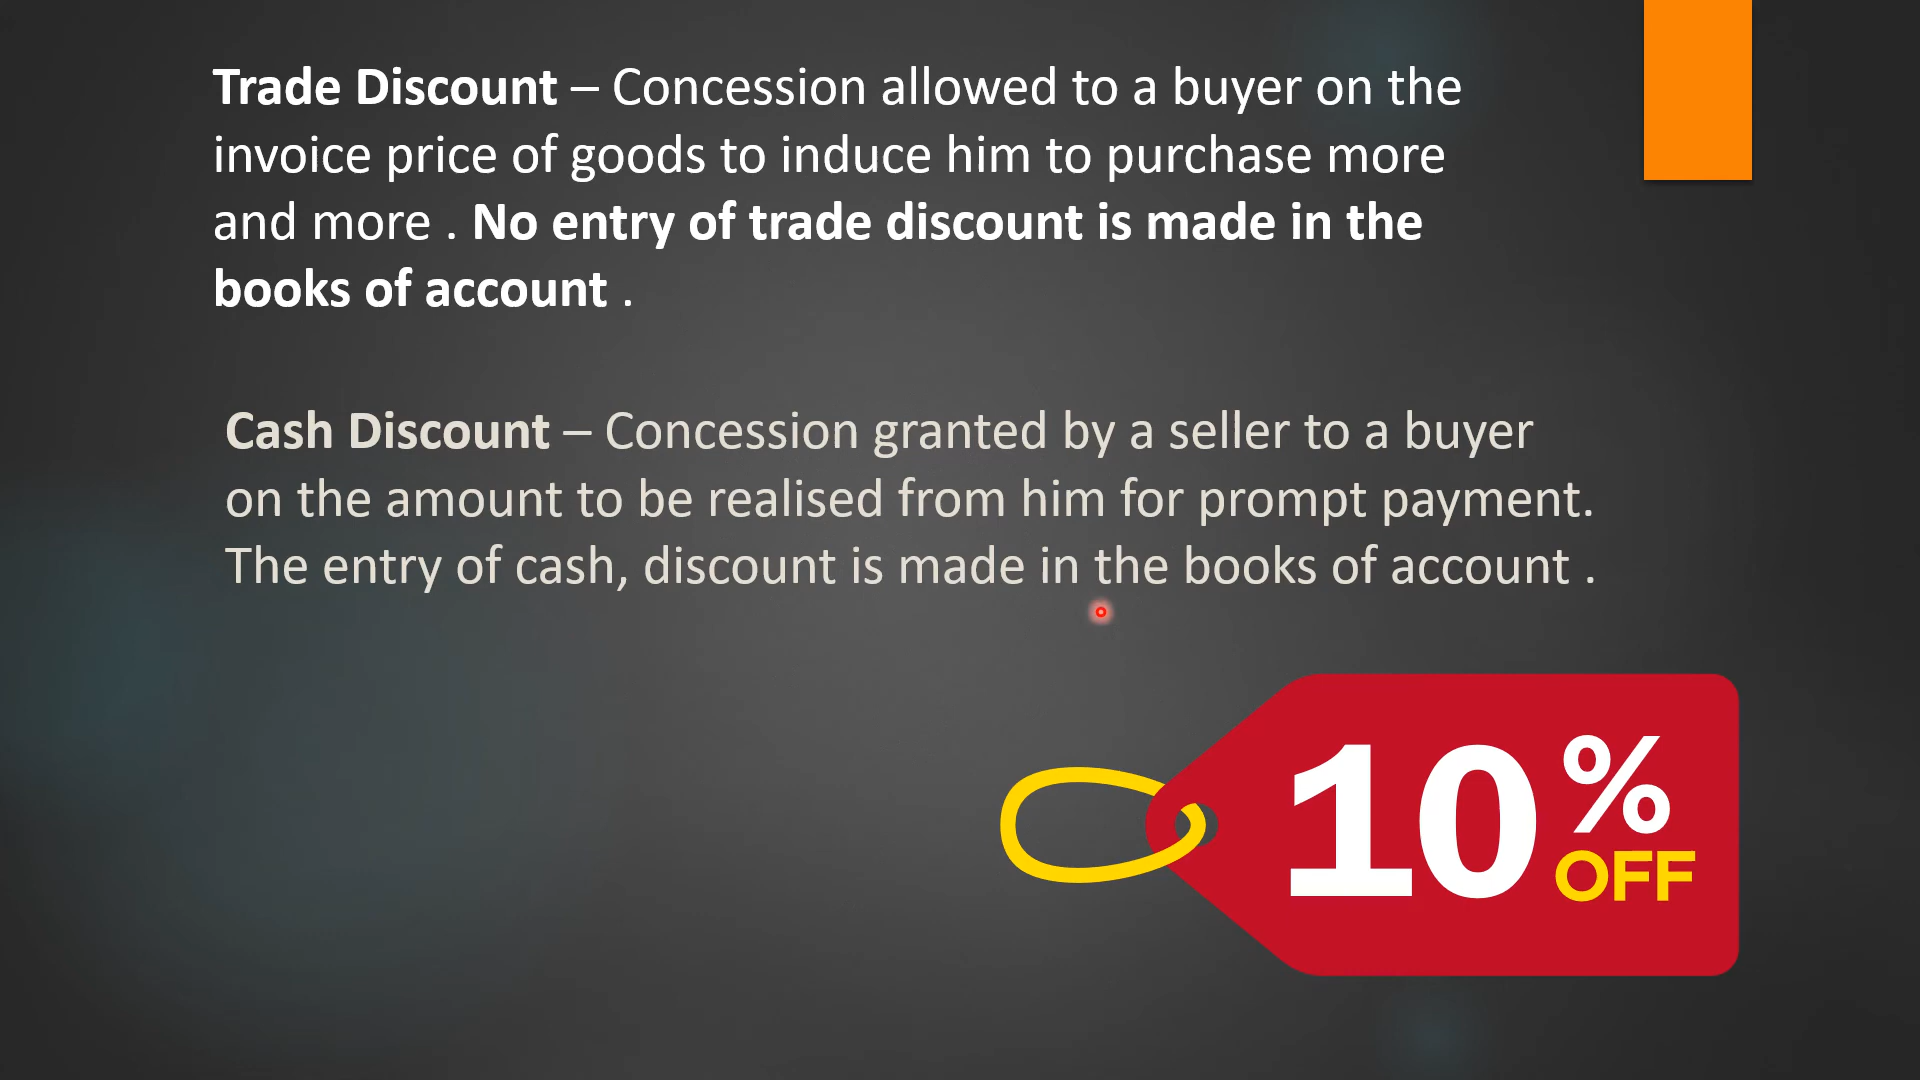 Trade Discount – Concession allowed to a buyer on the
invoice price of goods to induce him to purchase more
and more . No entry of trade discount is made in the
books of account .
Cash Discount – Concession granted by a seller to a buyer
on the amount to be realised from him for prompt payment.
The entry of cash, discount is made in the books of account .
10%
OFF